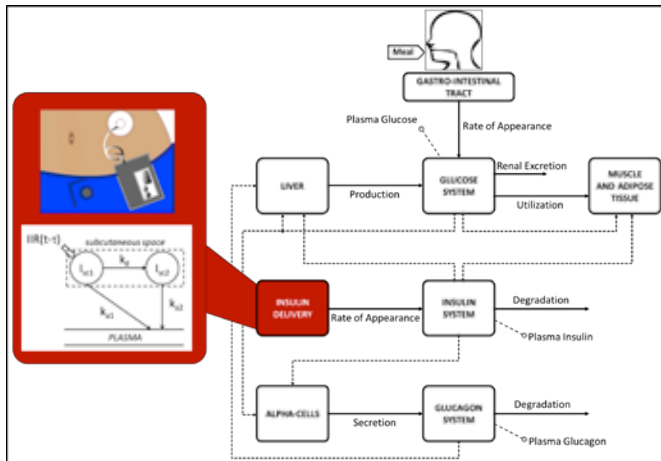 Meal
GASTRO-INTESTINAL
TRACT
Plasma Glucose
Rate of Appearance
Renal Excretion
LIVER
Production
GLUCOSE
SYSTEM
Utilization
MUSCLE
AND ADIPOSE
TISSUE
IIR(t-τ)
subcutaneous space
Isc1
kd
Isc2
ka1
ka2
PLASMA
INSULIN
DELIVERY
Rate of Appearance
INSULIN
SYSTEM
Degradation
Plasma Insulin
ALPHA-CELLS
Secretion
GLUCAGON
SYSTEM
Degradation
Plasma Glucagon